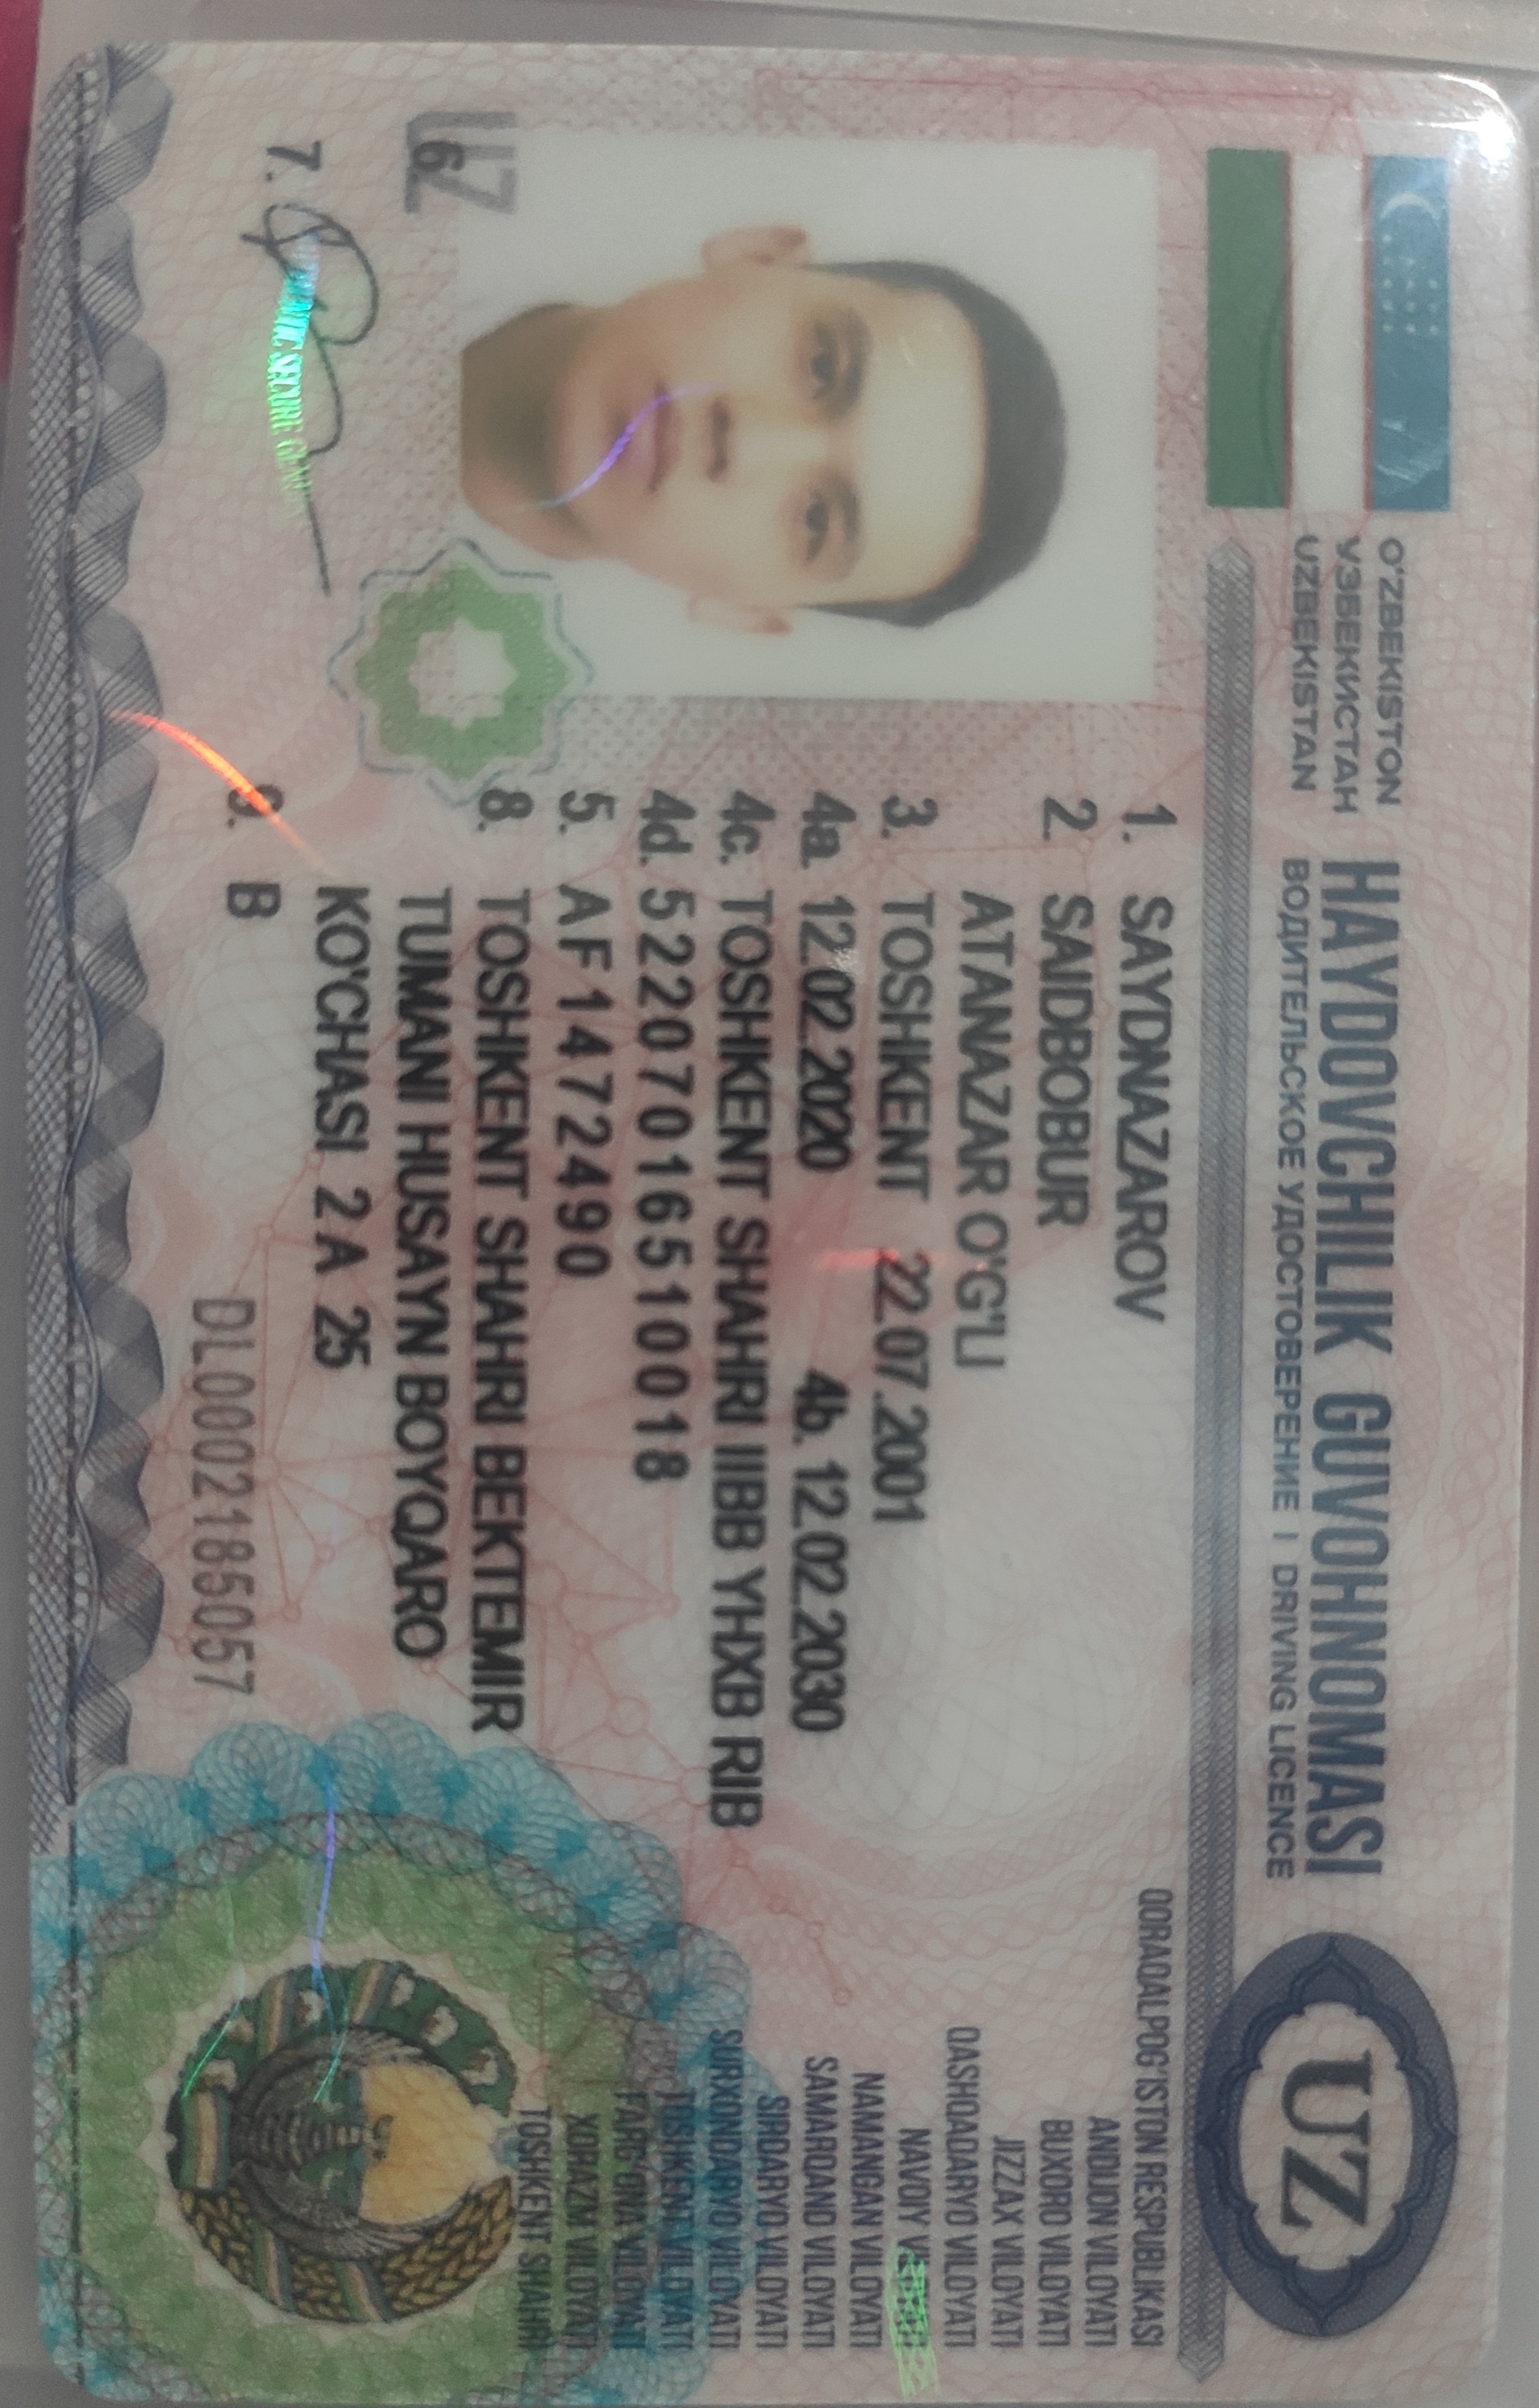 O'ZBEKISTON
УЗБЕКИСТАН
UZBEKISTAN
HAYDOVCHILIK GUVOHNOMASI
ВОДИТЕЛЬСКОЕ УДОСТОВЕРЕНИЕ I DRIVING LICENCE
UZ
1. SAYDNAZAROV
2. SAIDBOBUR
ATANAZAR O'G'LI
3. TOSHKENT 22.07.2001
4a. 12.02.2020 4b. 12.02.2030
4c. TOSHKENT SHAHRI IIBB YHXB RIB
4d. 52207016510018
5. AF1472490
8. TOSHKENT SHAHRI BEKTEMIR
TUMANI HUSAYN BOYQARO
KO'CHASI 2A 25
9. B
DL0002185057
UZ
6.
7.
QORAQALPOG'ISTON RESPUBLIKASI
ANDIJON VILOYATI
BUXORO VILOYATI
JIZZAX VILOYATI
QASHQADARYO VILOYATI
NAVOIY
NAMANGAN VILOYATI
SAMARQAND VILOYATI
SIRDARYO VILOYATI
SURXONDARYO VILOYATI
TOSHKENT VILOYATI
FARG'ONA VILOYATI
XORAZM VILOYATI
TOSHKENT SHAHRI